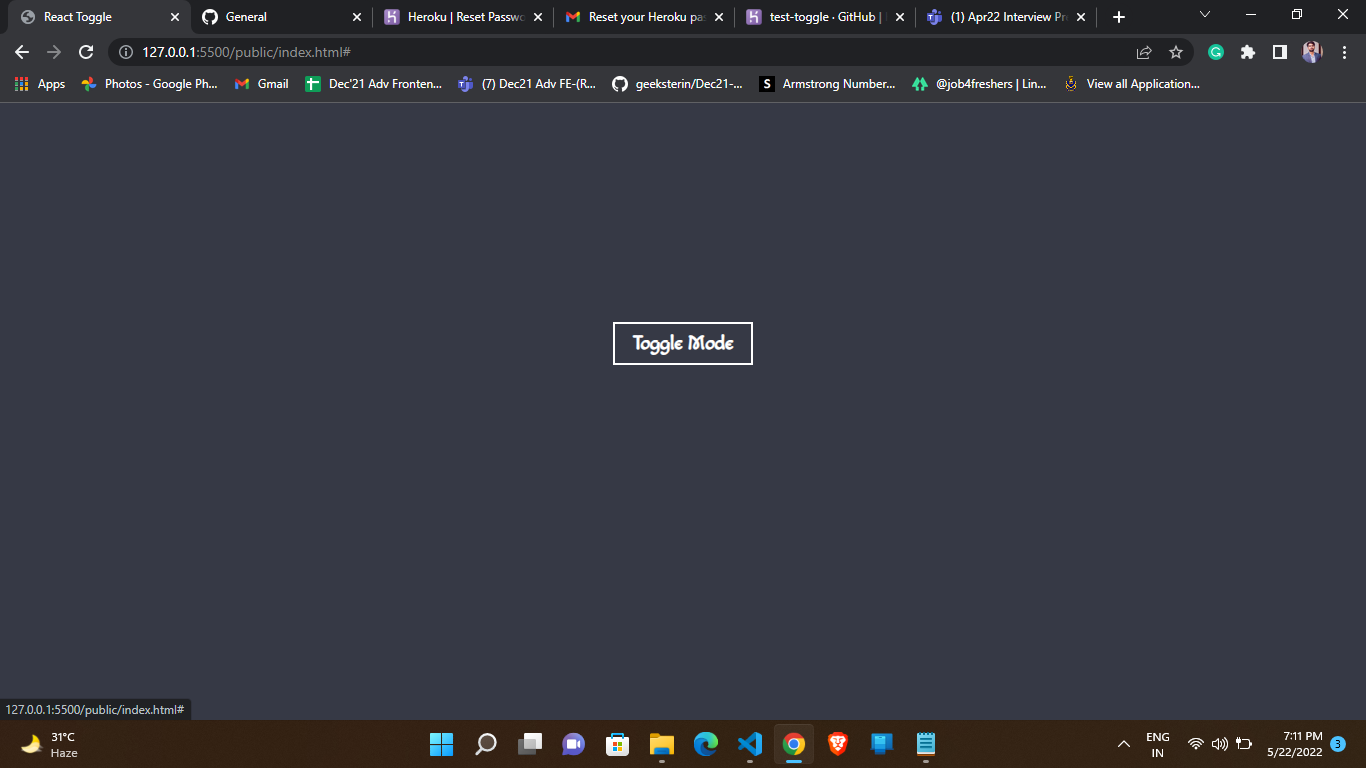 React Toggle
General
Heroku | Reset Passwo
Reset your Heroku pas
test-toggle · GitHub |
(1) Apr22 Interview Pr
127.0.0.1:5500/public/index.html#
Apps
Photos - Google Ph...
Gmail
Dec'21 Adv Fronten...
(7) Dec21 Adv FE-(R...
geeksterin/Dec21-...
S
Armstrong Number...
@job4freshers | Lin...
View all Application...
Toggle Mode
127.0.0.1:5500/public/index.html#
31°C
Haze
ENG
IN
7:11 PM
5/22/2022
3